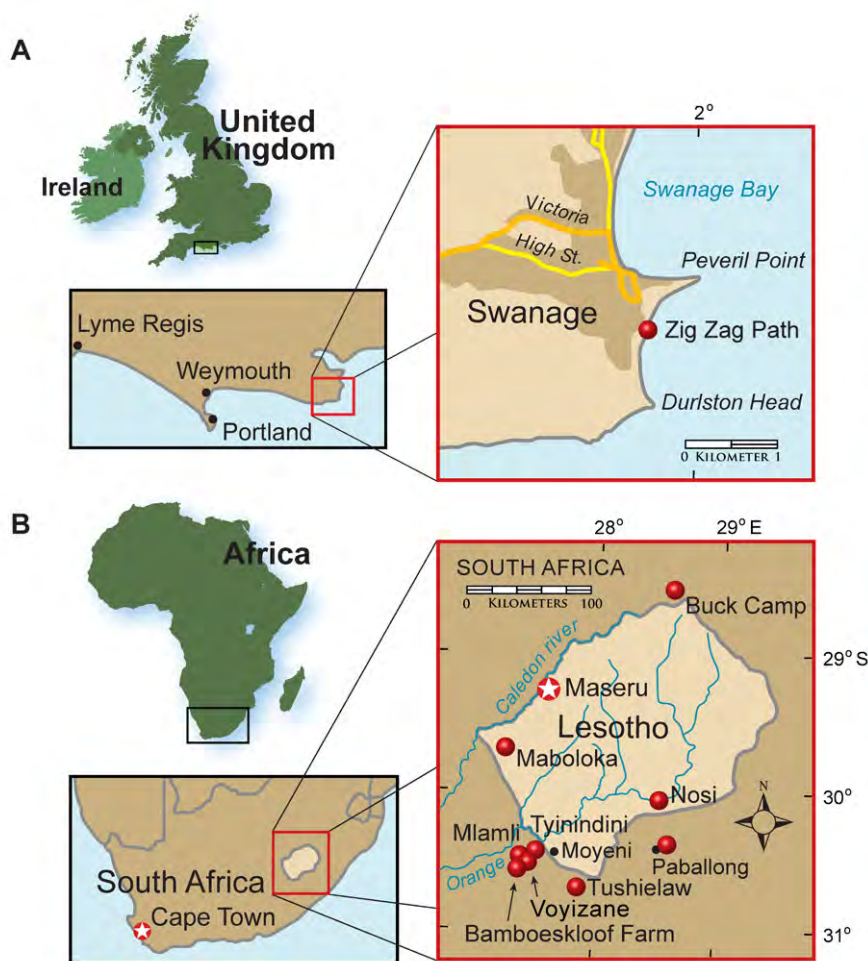 A
United
Kingdom
Ireland
Lyme Regis
Weymouth
Portland
2°
Swanage Bay
Victoria
High St.
Peveril Point
Swanage
Zig Zag Path
Durlston Head
0 KILOMETER 1
B
Africa
South Africa
Cape Town
28°
29° E
SOUTH AFRICA
0 KILOMETERS 100
Buck Camp
Caledon river
29° S
Maseru
Lesotho
Maboloka
Nosi
30°
N
Mlamli
Tyinindini
Moyeni
Paballong
Orange
Tushielaw
Voyizane
Bamboeskloof Farm
31°